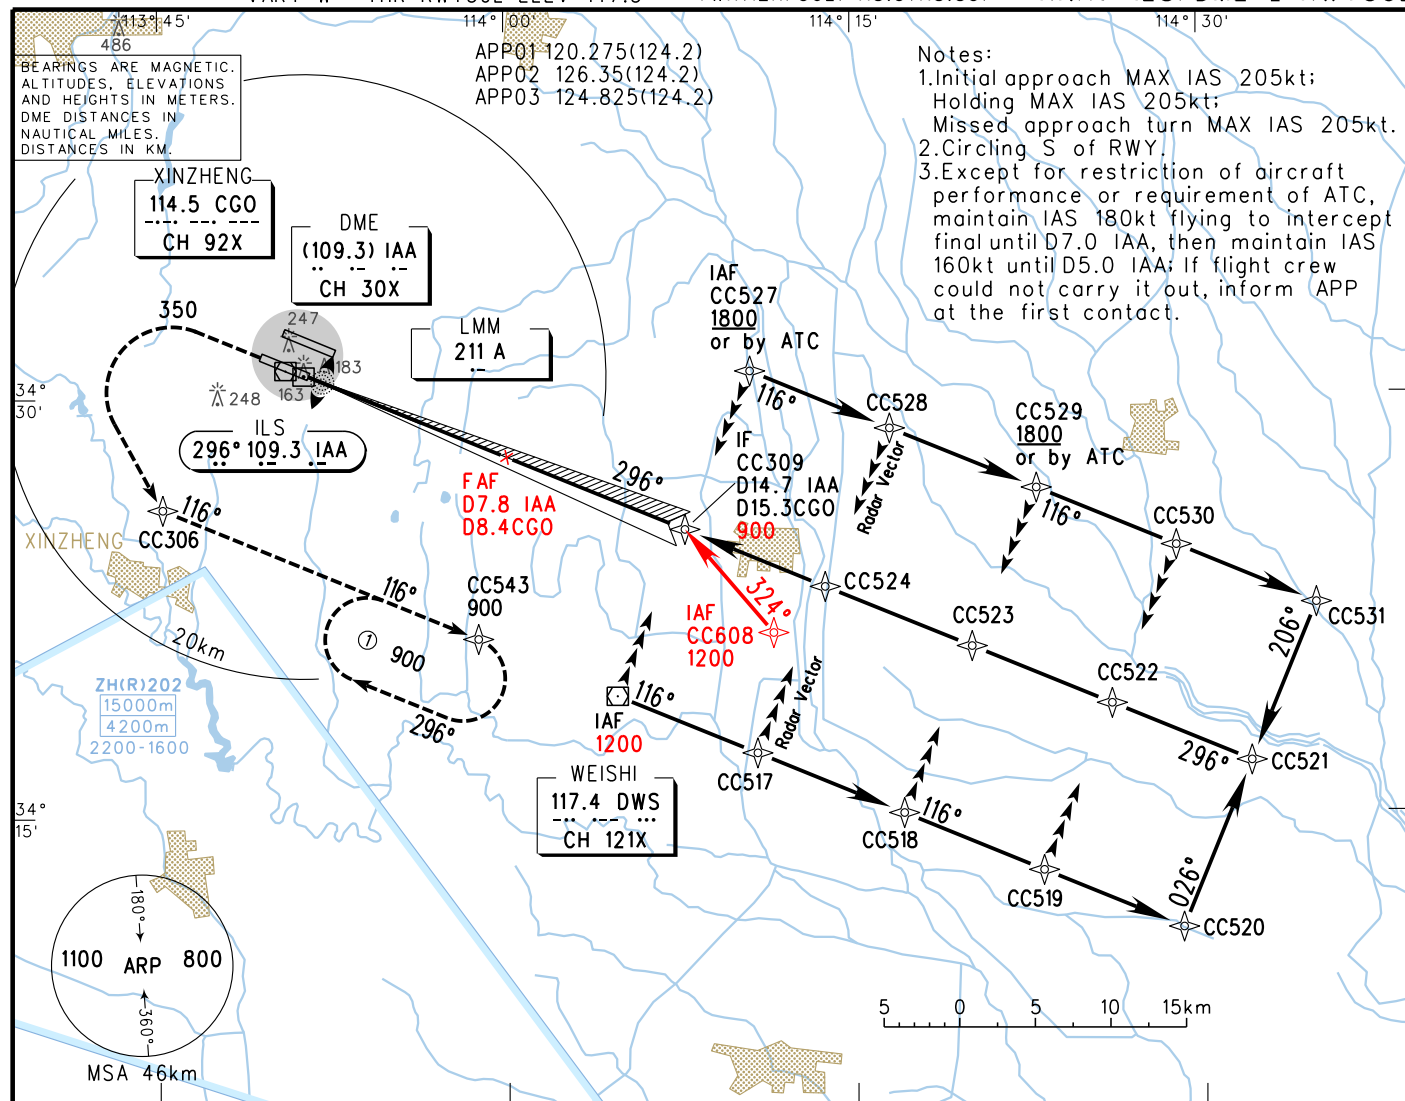 113° 45'
114° 00'
114° 15'
114° 30'
486
BEARINGS ARE MAGNETIC.
ALTITUDES, ELEVATIONS
AND HEIGHTS IN METERS.
DME DISTANCES IN
NAUTICAL MILES.
DISTANCES IN KM.
APP01 120.275(124.2)
APP02 126.35(124.2)
APP03 124.825(124.2)
Notes:
1.Initial approach MAX IAS 205kt;
Holding MAX IAS 205kt;
Missed approach turn MAX IAS 205kt.
2.Circling S of RWY.
3.Except for restriction of aircraft
performance or requirement of ATC,
maintain IAS 180kt flying to intercept
final until D7.0 IAA, then maintain IAS
160kt until D5.0 IAA; If flight crew
could not carry it out, inform APP
at the first contact.
XINZHENG
114.5 CGO
CH 92X
DME
(109.3) IAA
CH 30X
LMM
211 A
350
247
183
163
248
34°
30'
ILS
296° 109.3 IAA
IAF
CC527
1800
or by ATC
116°
CC528
CC529
1800
or by ATC
116°
CC530
CC531
206°
Radar Vector
IF
CC309
D14.7 IAA
D15.3CGO
900
296°
FAF
D7.8 IAA
D8.4CGO
116°
CC306
XINZHENG
116°
CC543
900
1
900
296°
20km
CC524
CC523
CC522
296°
CC521
324°
IAF
CC608
1200
ZH(R)202
15000m
4200m
2200-1600
116°
IAF
1200
Radar Vector
CC517
WEISHI
117.4 DWS
CH 121X
116°
CC518
CC519
026°
CC520
34°
15'
180°
1100 ARP 800
360°
MSA 46km
5 0 5 10 15km